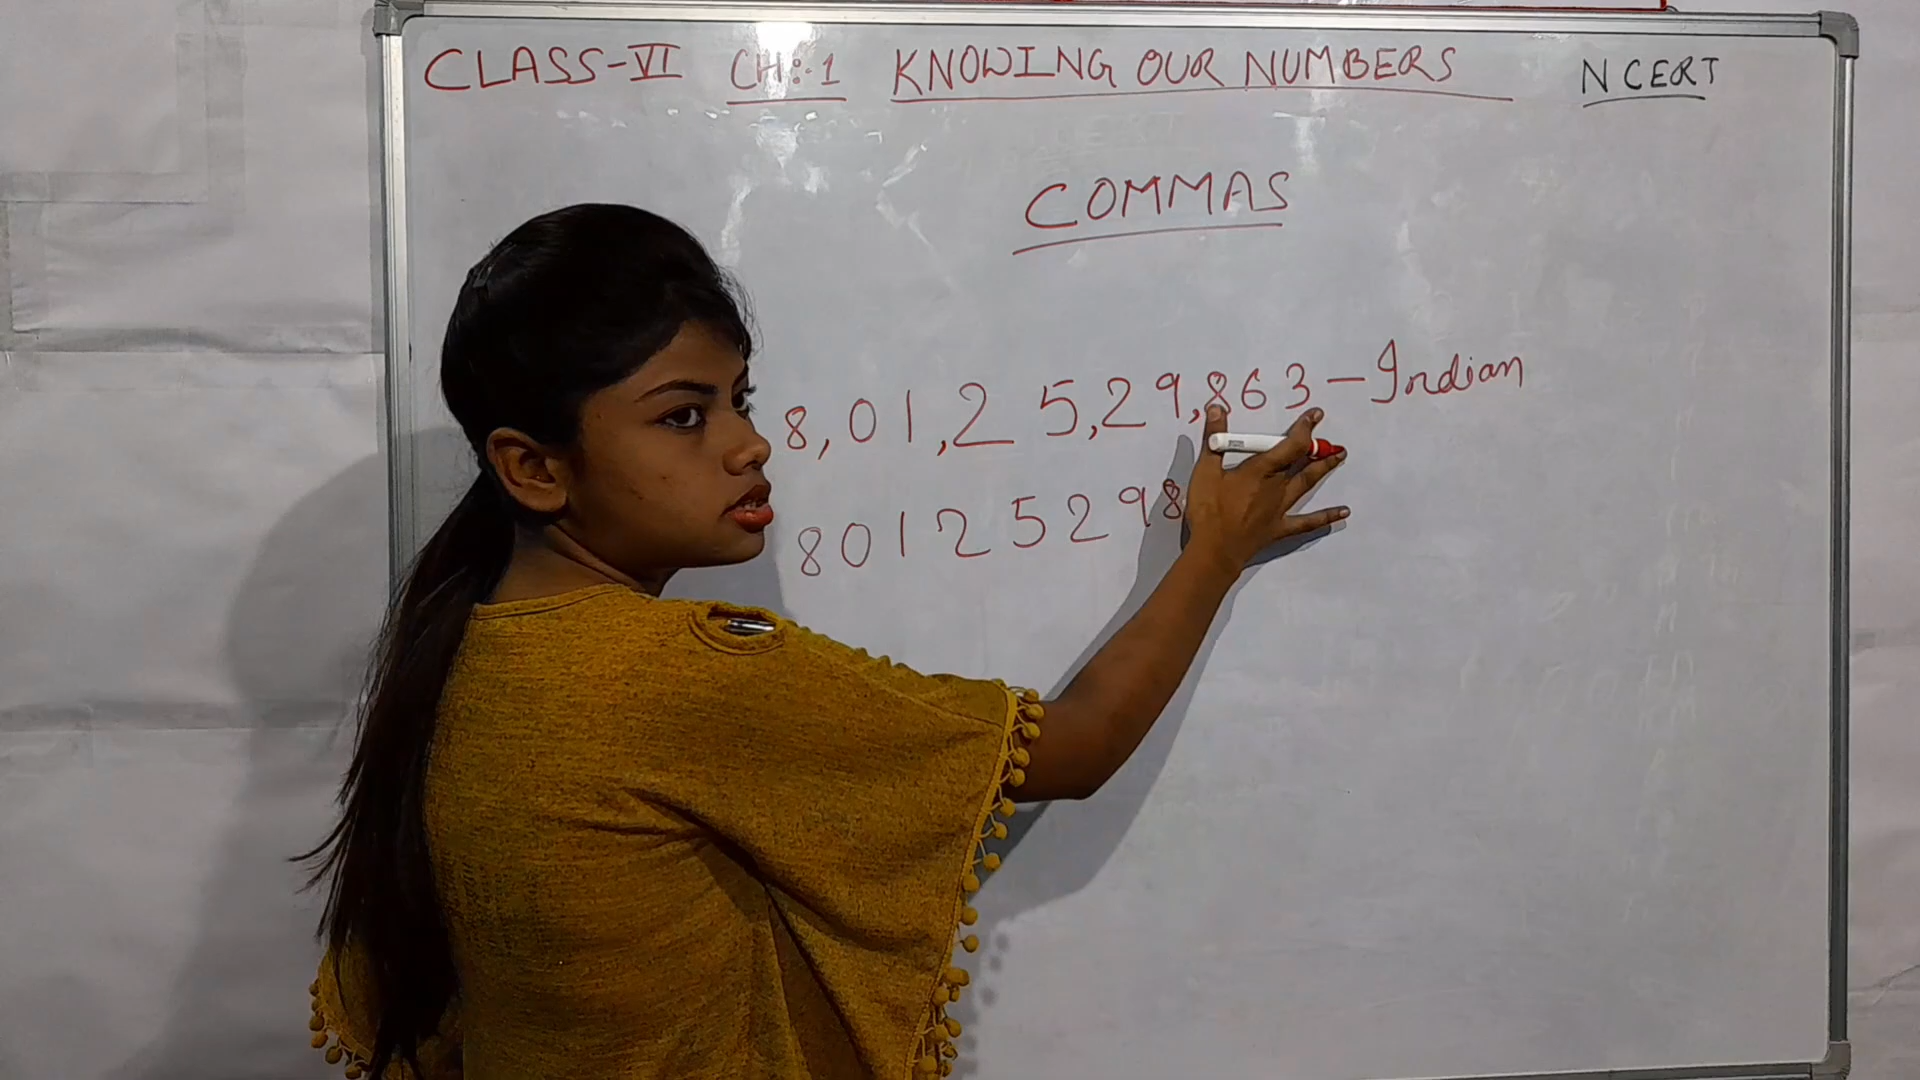 CLASS-VI CH:-1 KNOWING OUR NUMBERS NCERT
COMMAS
8,01,25,29,863 - Indian
80125298